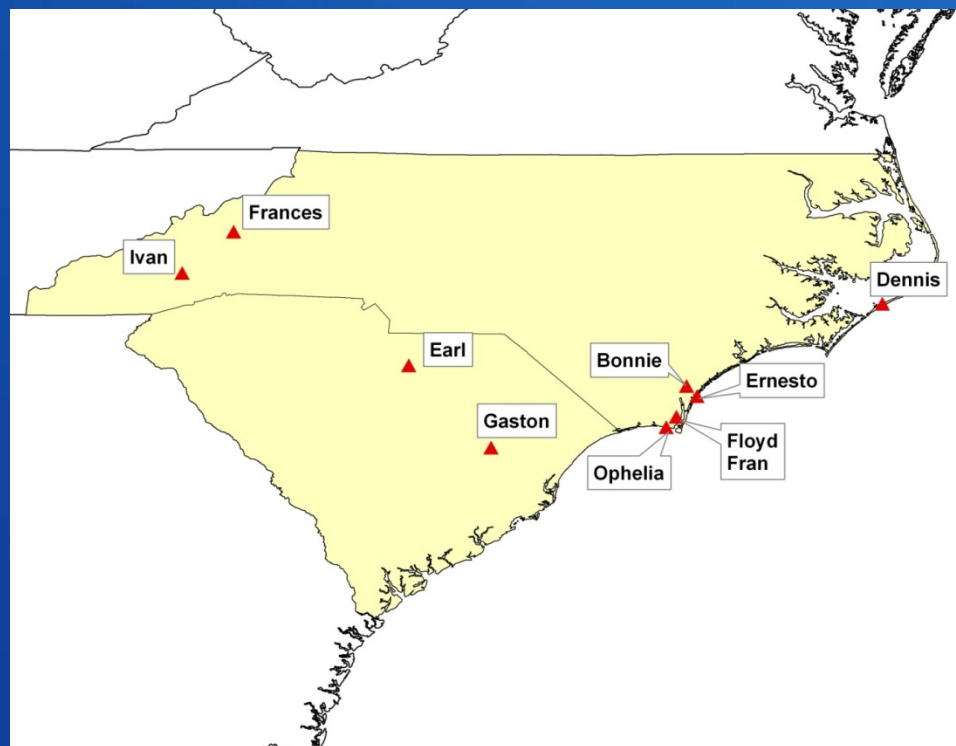 Frances
Ivan
Dennis
Earl
Bonnie
Ernesto
Gaston
Floyd
Fran
Ophelia